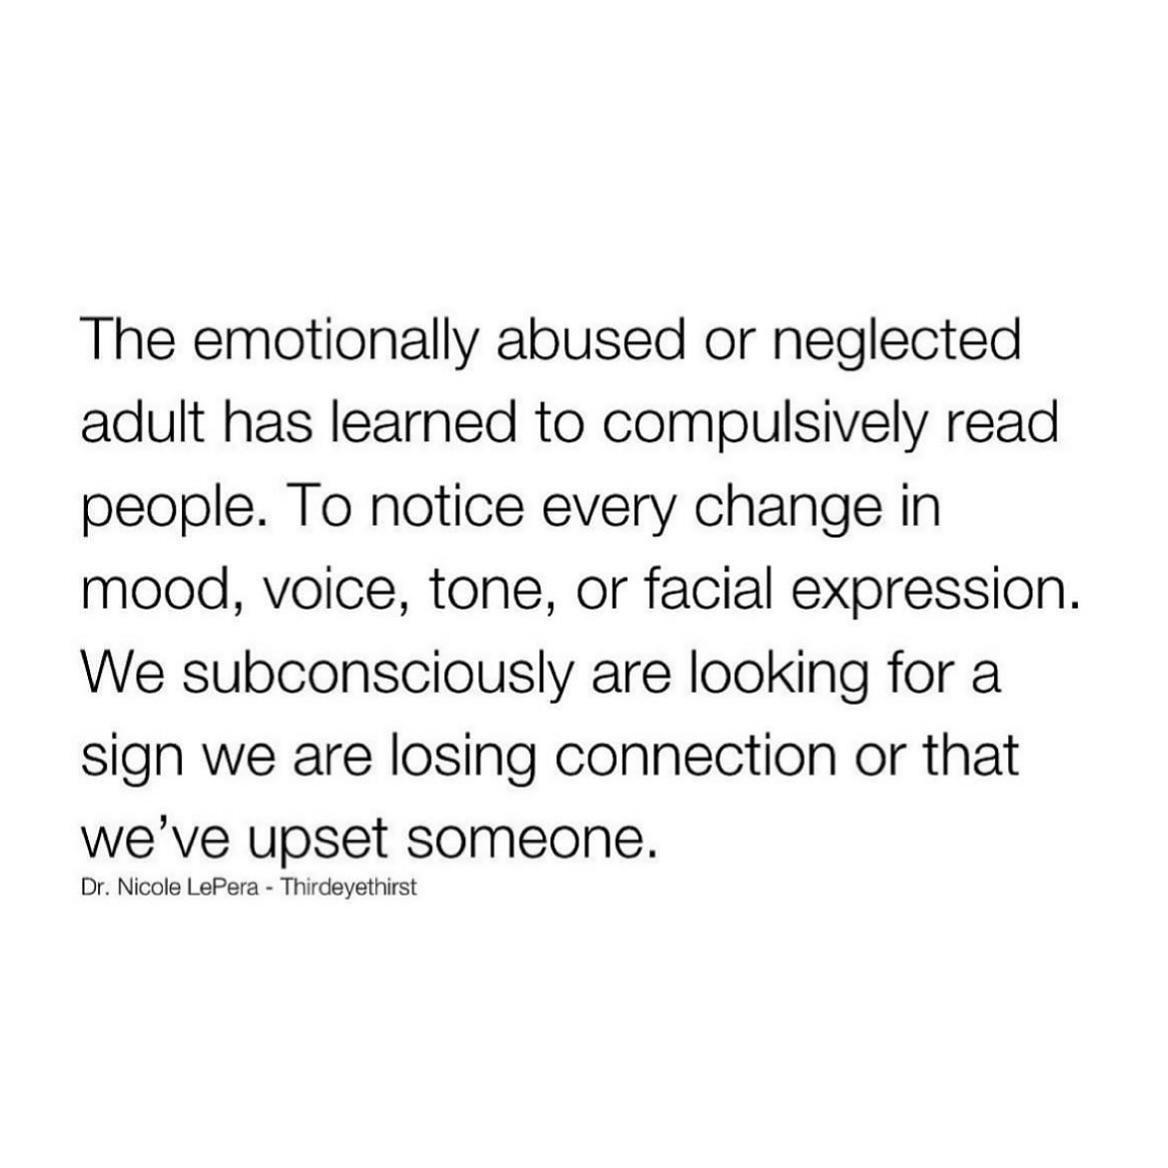 The emotionally abused or neglected
adult has learned to compulsively read
people. To notice every change in
mood, voice, tone, or facial expression.
We subconsciously are looking for a
sign we are losing connection or that
we’ve upset someone.
Dr. Nicole LePera - Thirdeyethirst